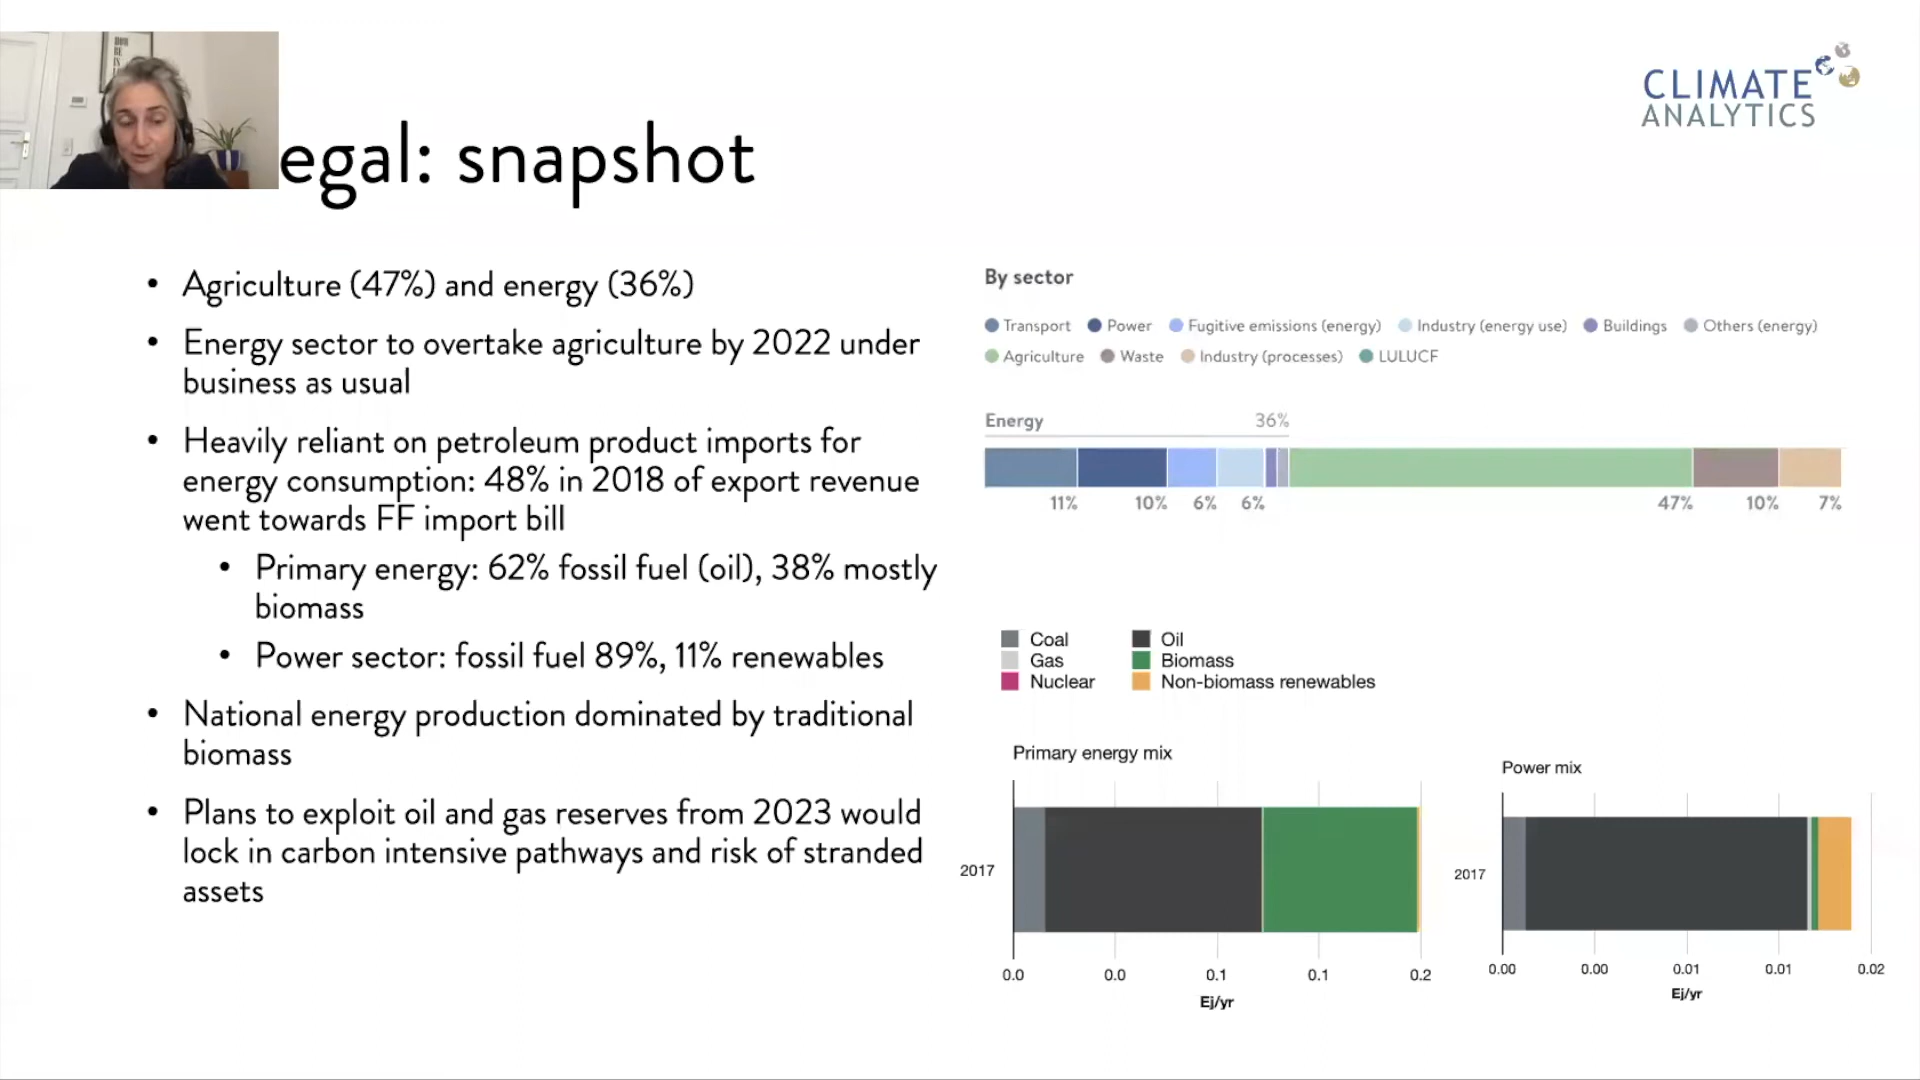 CLIMATE
ANALYTICS
egal: snapshot
• Agriculture (47%) and energy (36%)
• Energy sector to overtake agriculture by 2022 under
business as usual
• Heavily reliant on petroleum product imports for
energy consumption: 48% in 2018 of export revenue
went towards FF import bill
• Primary energy: 62% fossil fuel (oil), 38% mostly
biomass
• Power sector: fossil fuel 89%, 11% renewables
• National energy production dominated by traditional
biomass
• Plans to exploit oil and gas reserves from 2023 would
lock in carbon intensive pathways and risk of stranded
assets
By sector
Transport Power Fugitive emissions (energy) Industry (energy use) Buildings Others (energy)
Agriculture Waste Industry (processes) LULUCF
Energy 36%
11% 10% 6% 6% 47% 10% 7%
Coal Oil
Gas Biomass
Nuclear Non-biomass renewables
Primary energy mix
2017
0.0 0.0 0.1 0.1 0.2
Ej/yr
Power mix
2017
0.00 0.00 0.01 0.01 0.02
Ej/yr